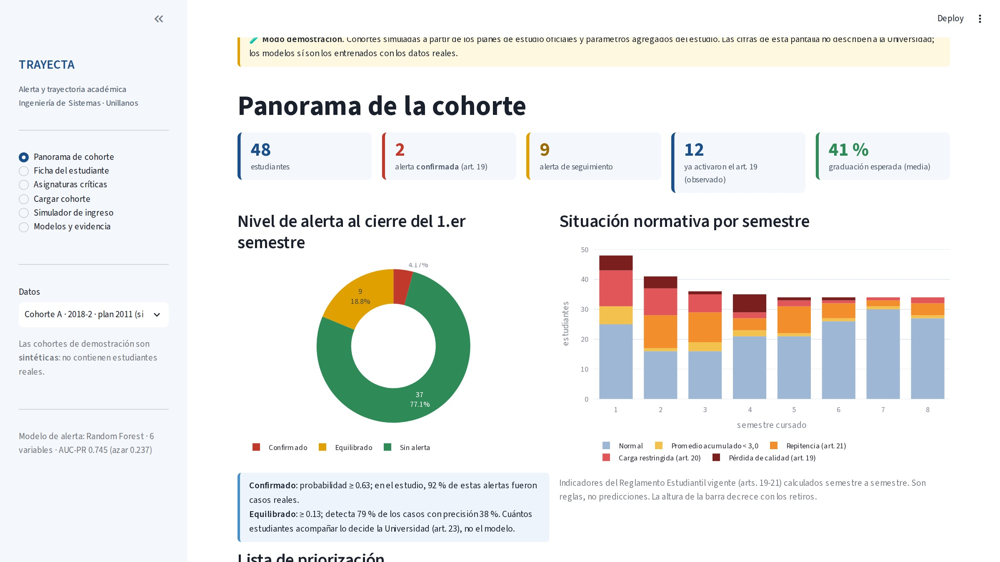 Deploy
TRAYECTA
Alerta y trayectoria académica
Ingeniería de Sistemas · Unillanos
Panorama de cohorte
Ficha del estudiante
Asignaturas críticas
Cargar cohorte
Simulador de ingreso
Modelos y evidencia
Datos
Cohorte A · 2018-2 · plan 2011 (si
Las cohortes de demostración son
sintéticas: no contienen estudiantes
reales.
Modelo de alerta: Random Forest · 6
variables · AUC-PR 0.745 (azar 0.237)
Modo demostración. Cohortes simuladas a partir de los planes de estudio oficiales y parámetros agregados del estudio. Las cifras de esta pantalla no describen a la Universidad;
los modelos sí son los entrenados con los datos reales.
Panorama de la cohorte
48
estudiantes
2
alerta confirmada (art. 19)
9
alerta de seguimiento
12
ya activaron el art. 19
(observado)
41 %
graduación esperada (media)
Nivel de alerta al cierre del 1.er
semestre
4.17%
9
18.8%
37
77.1%
Confirmado
Equilibrado
Sin alerta
Confirmado: probabilidad ≥ 0.63; en el estudio, 92 % de estas alertas fueron
casos reales.
Equilibrado: ≥ 0.13; detecta 79 % de los casos con precisión 38 %. Cuántos
estudiantes acompañar lo decide la Universidad (art. 23), no el modelo.
Situación normativa por semestre
50
40
30
20
10
0
estudiantes
1 2 3 4 5 6 7 8
semestre cursado
Normal
Promedio acumulado < 3,0
Repitencia (art. 21)
Carga restringida (art. 20)
Pérdida de calidad (art. 19)
Indicadores del Reglamento Estudiantil vigente (arts. 19-21) calculados semestre a semestre. Son
reglas, no predicciones. La altura de la barra decrece con los retiros.
Lista de priorización